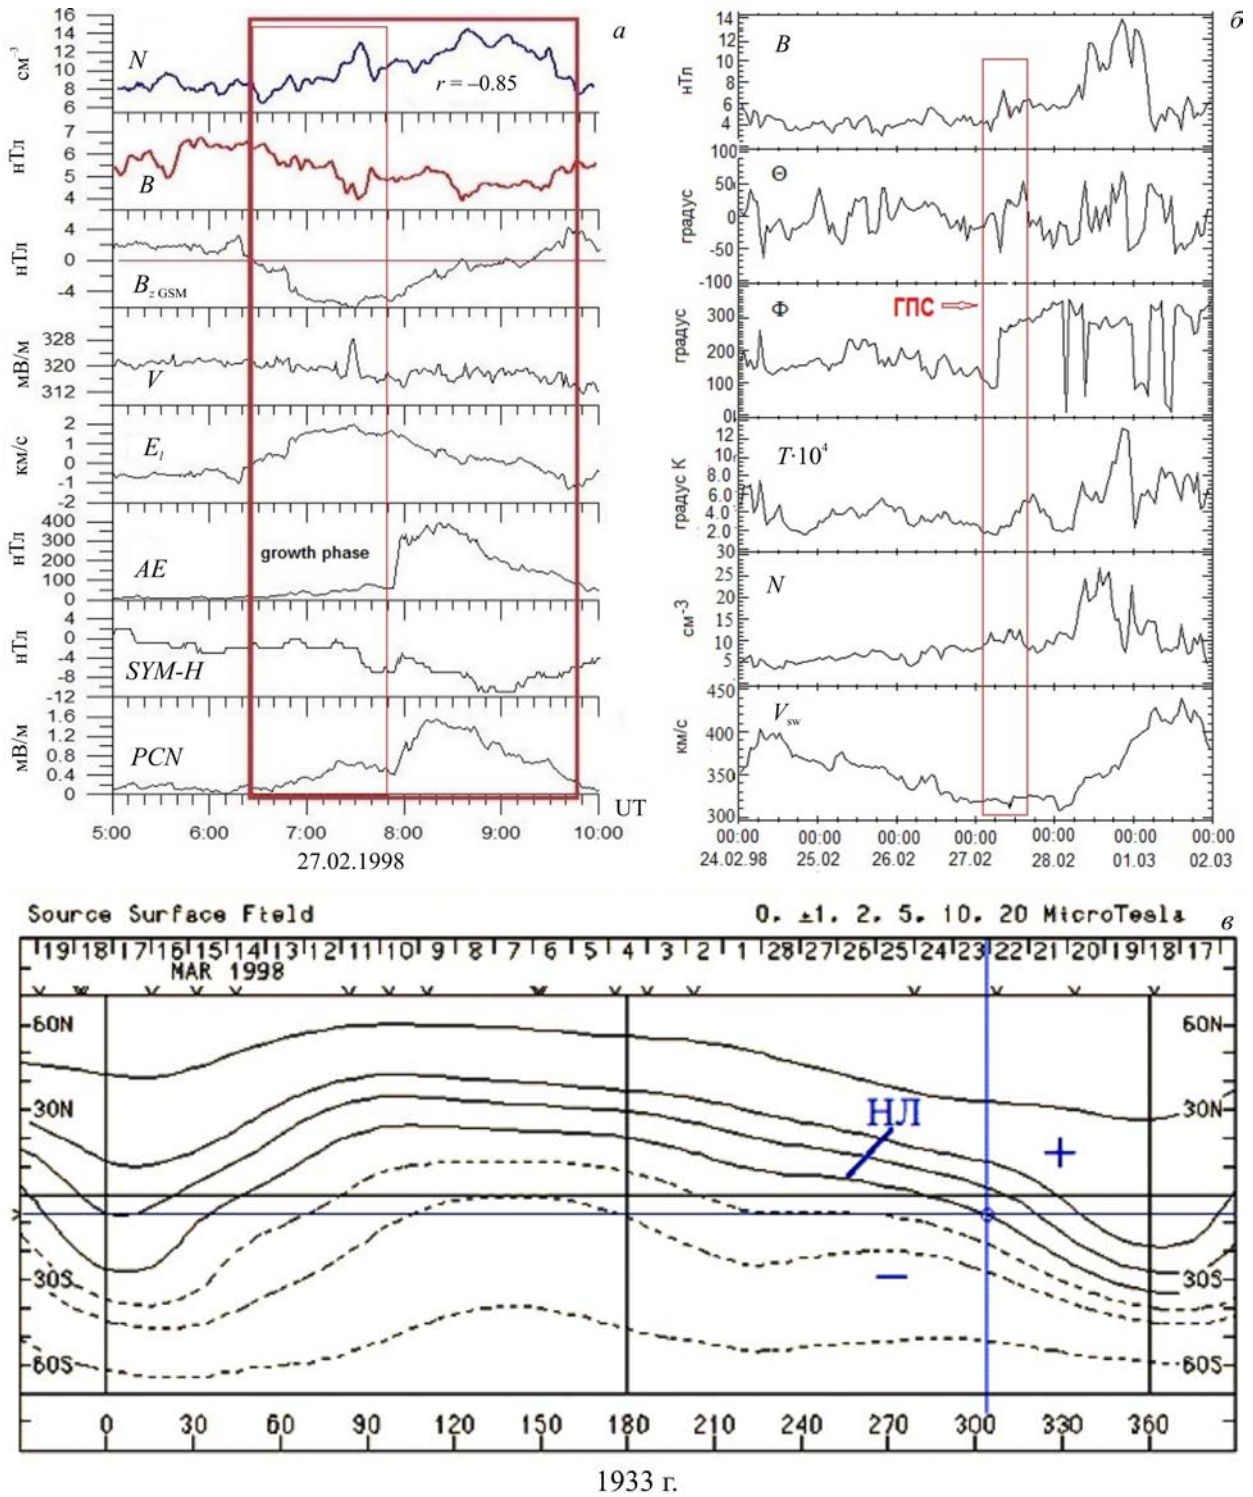 а
см⁻³
16
14
12
10
8
6
N
r = –0.85
нТл
7
6
5
4
B
нТл
4
0
-4
B_z GSM
мВ/м
328
320
312
V
км/с
2
1
0
-1
-2
E_l
нТл
400
300
200
100
0
growth phase
AE
нТл
4
0
-4
-8
-12
SYM-H
мВ/м
1.6
1.2
0.8
0.4
0
PCN
UT
5:00 6:00 7:00 8:00 9:00 10:00
27.02.1998
б
нТл
14
12
10
8
6
4
B
градус
100
50
0
-50
-100
Θ
градус
300
200
100
0
Φ
ГПС
градус К
12
10
8.0
6.0
4.0
2.0
T·10⁴
см-3
30
25
20
15
10
5
N
км/с
450
400
350
300
V_sw
00:00 00:00 00:00 00:00 00:00 00:00 00:00
24.02.98 25.02 26.02 27.02 28.02 01.03 02.03
Source Surface Field 0, ±1, 2, 5, 10, 20 MicroTesla в
19 18 17 16 15 14 13 12 11 10 9 8 7 6 5 4 3 2 1 28 27 26 25 24 23 22 21 20 19 18 17
MAR 1998
60N 60N
30N 30N
НЛ
+
–
30S 30S
60S 60S
0 30 60 90 120 150 180 210 240 270 300 330 360
1933 г.